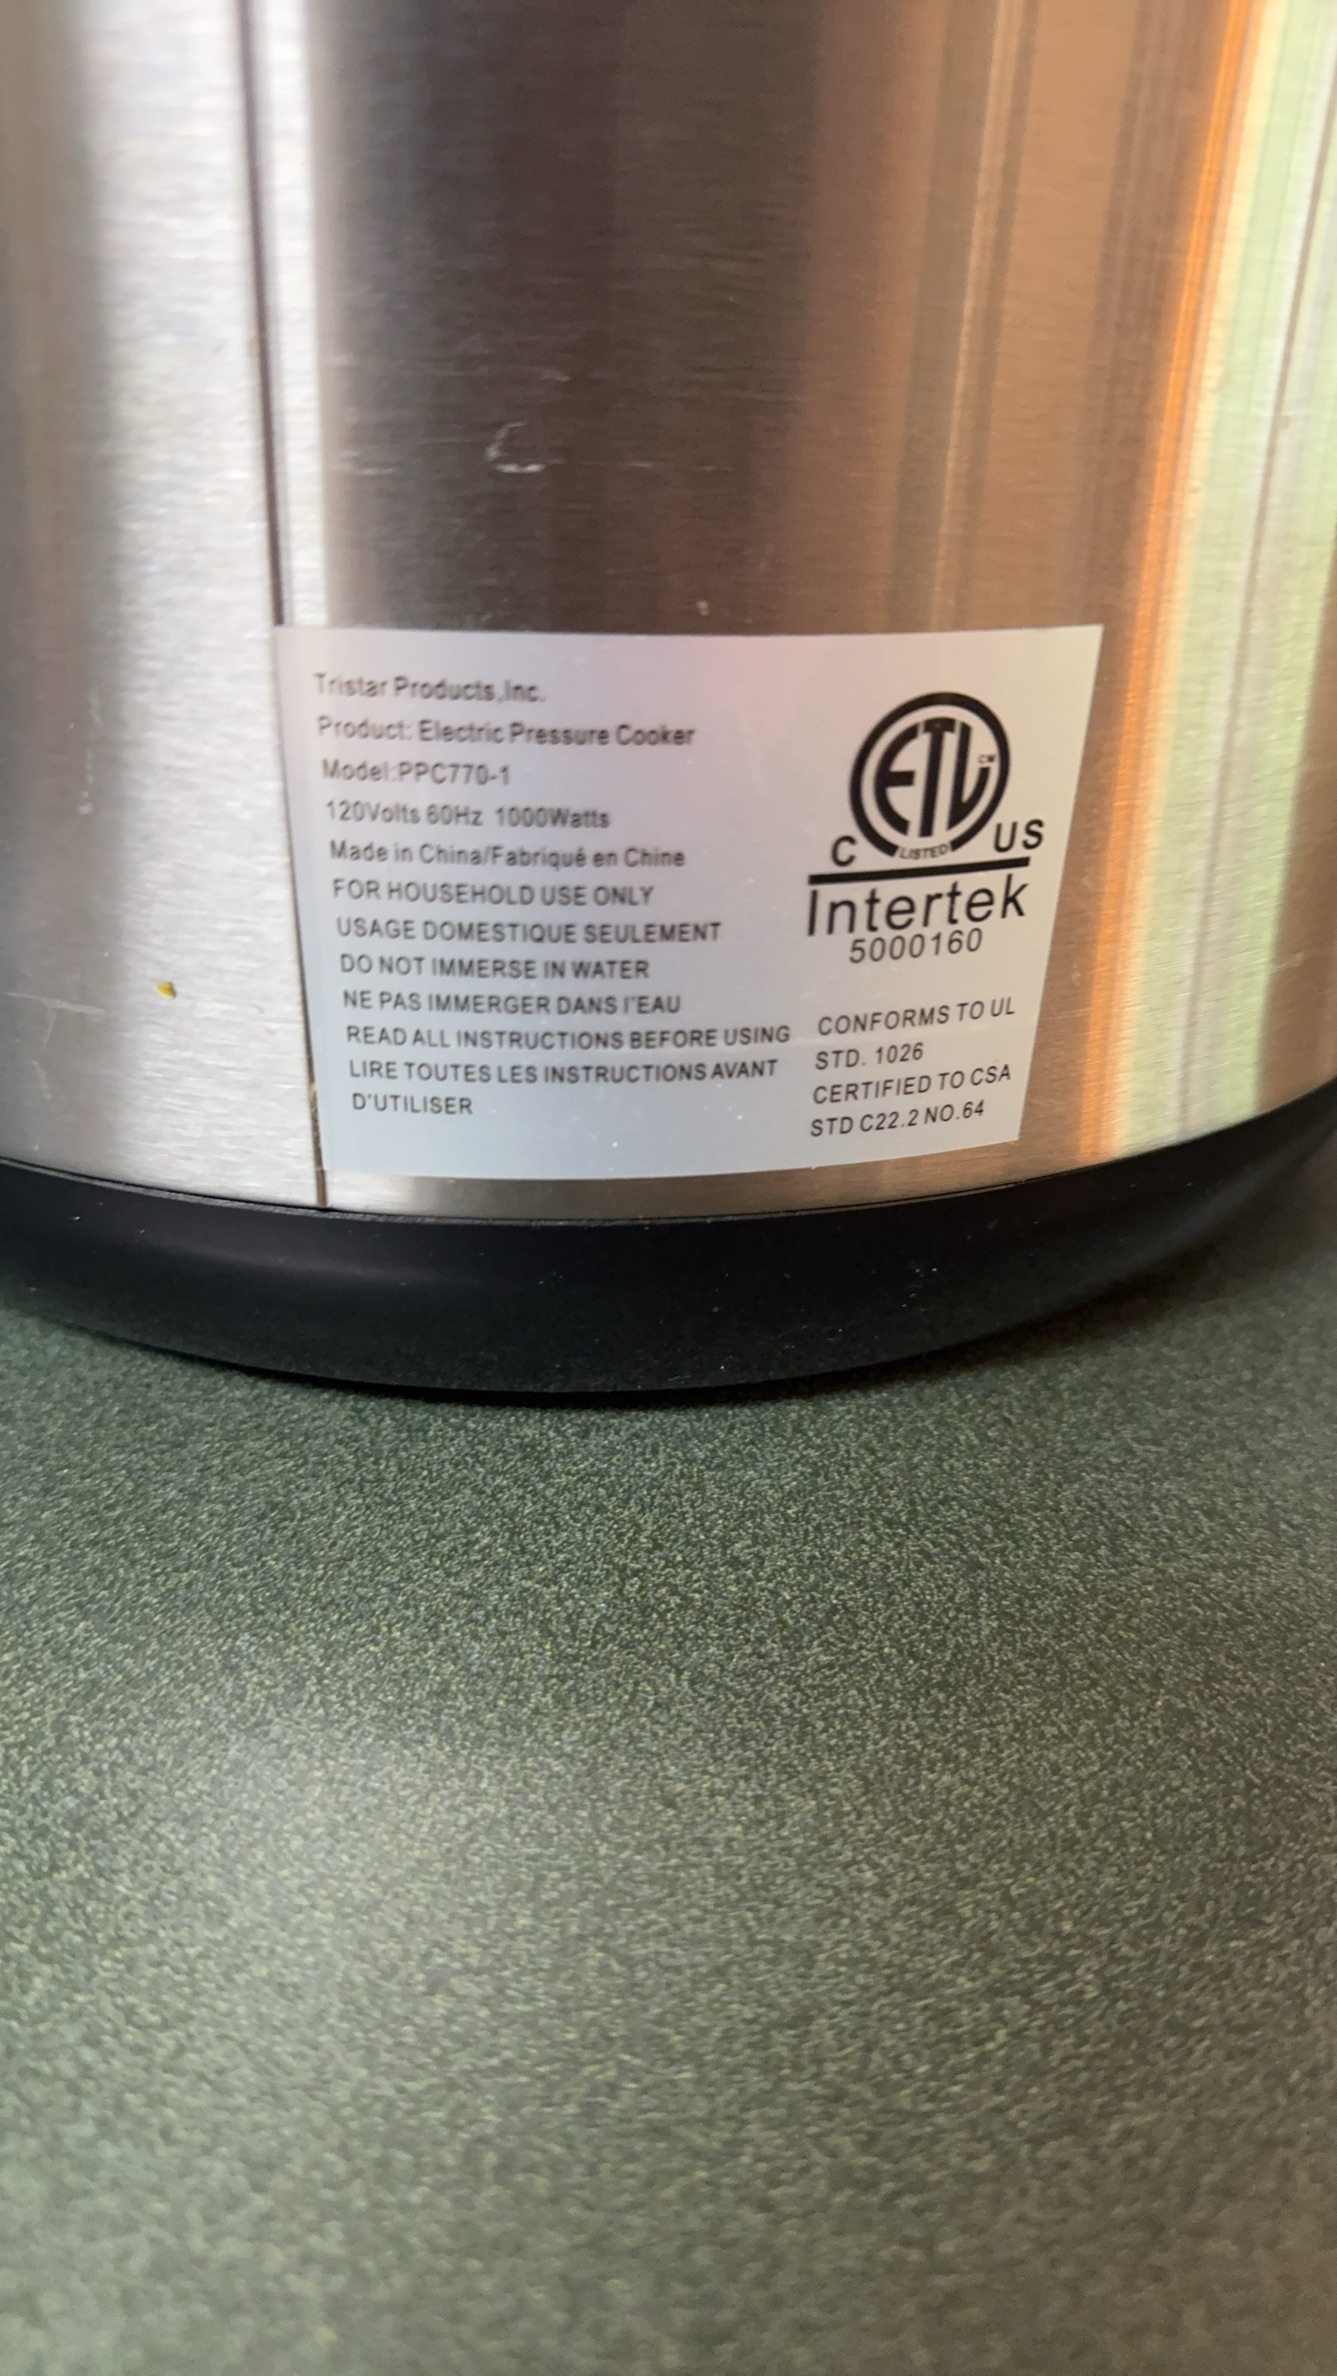 Tristar Products,Inc.
Product: Electric Pressure Cooker
Model:PPC770-1
120Volts 60Hz 1000Watts
Made in China/Fabriqué en Chine
FOR HOUSEHOLD USE ONLY
USAGE DOMESTIQUE SEULEMENT
DO NOT IMMERSE IN WATER
NE PAS IMMERGER DANS l'EAU
READ ALL INSTRUCTIONS BEFORE USING
LIRE TOUTES LES INSTRUCTIONS AVANT
D'UTILISER
ETL CM
C LISTED US
Intertek
5000160
CONFORMS TO UL
STD. 1026
CERTIFIED TO CSA
STD C22.2 NO.64